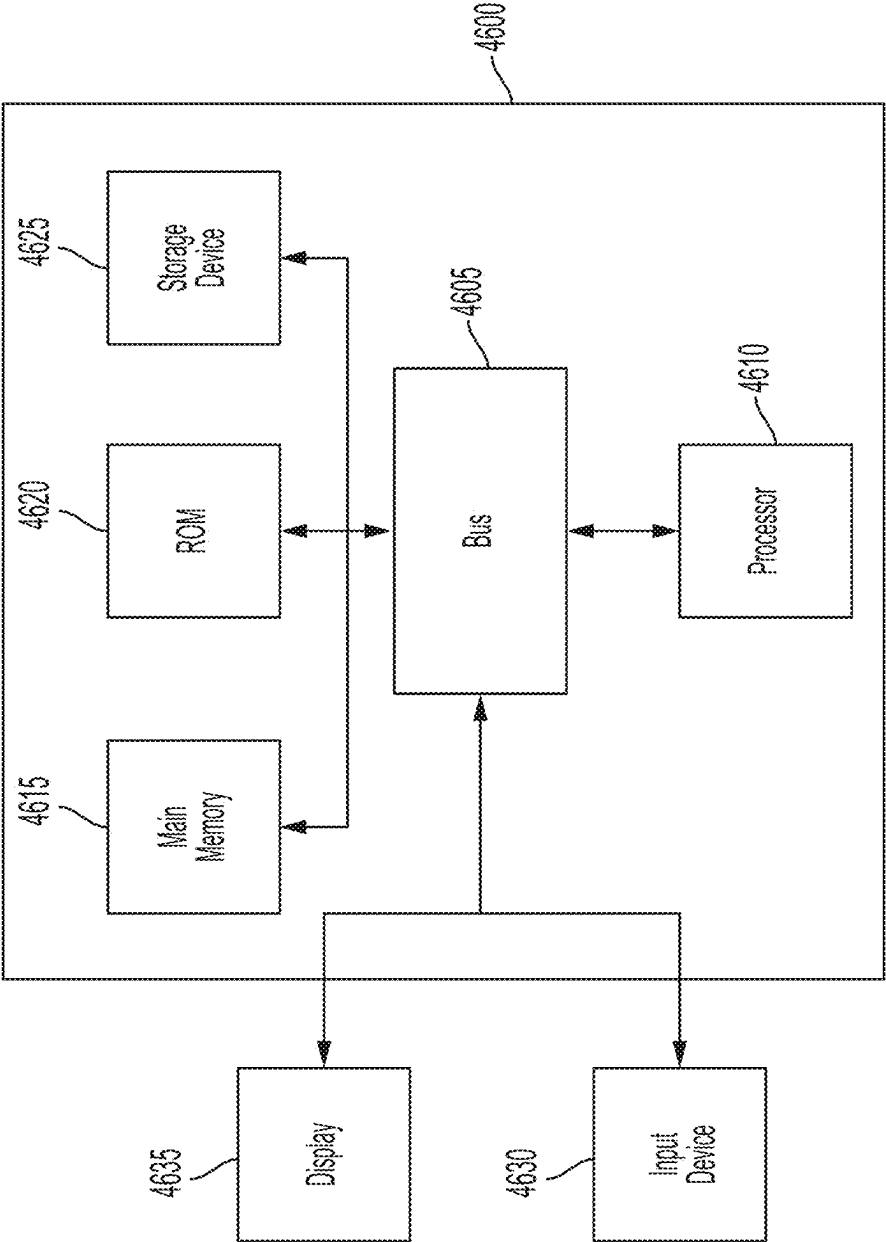 4600
4635
Display
4615
Main
Memory
4620
ROM
4625
Storage
Device
4605
Bus
4630
Input
Device
4610
Processor